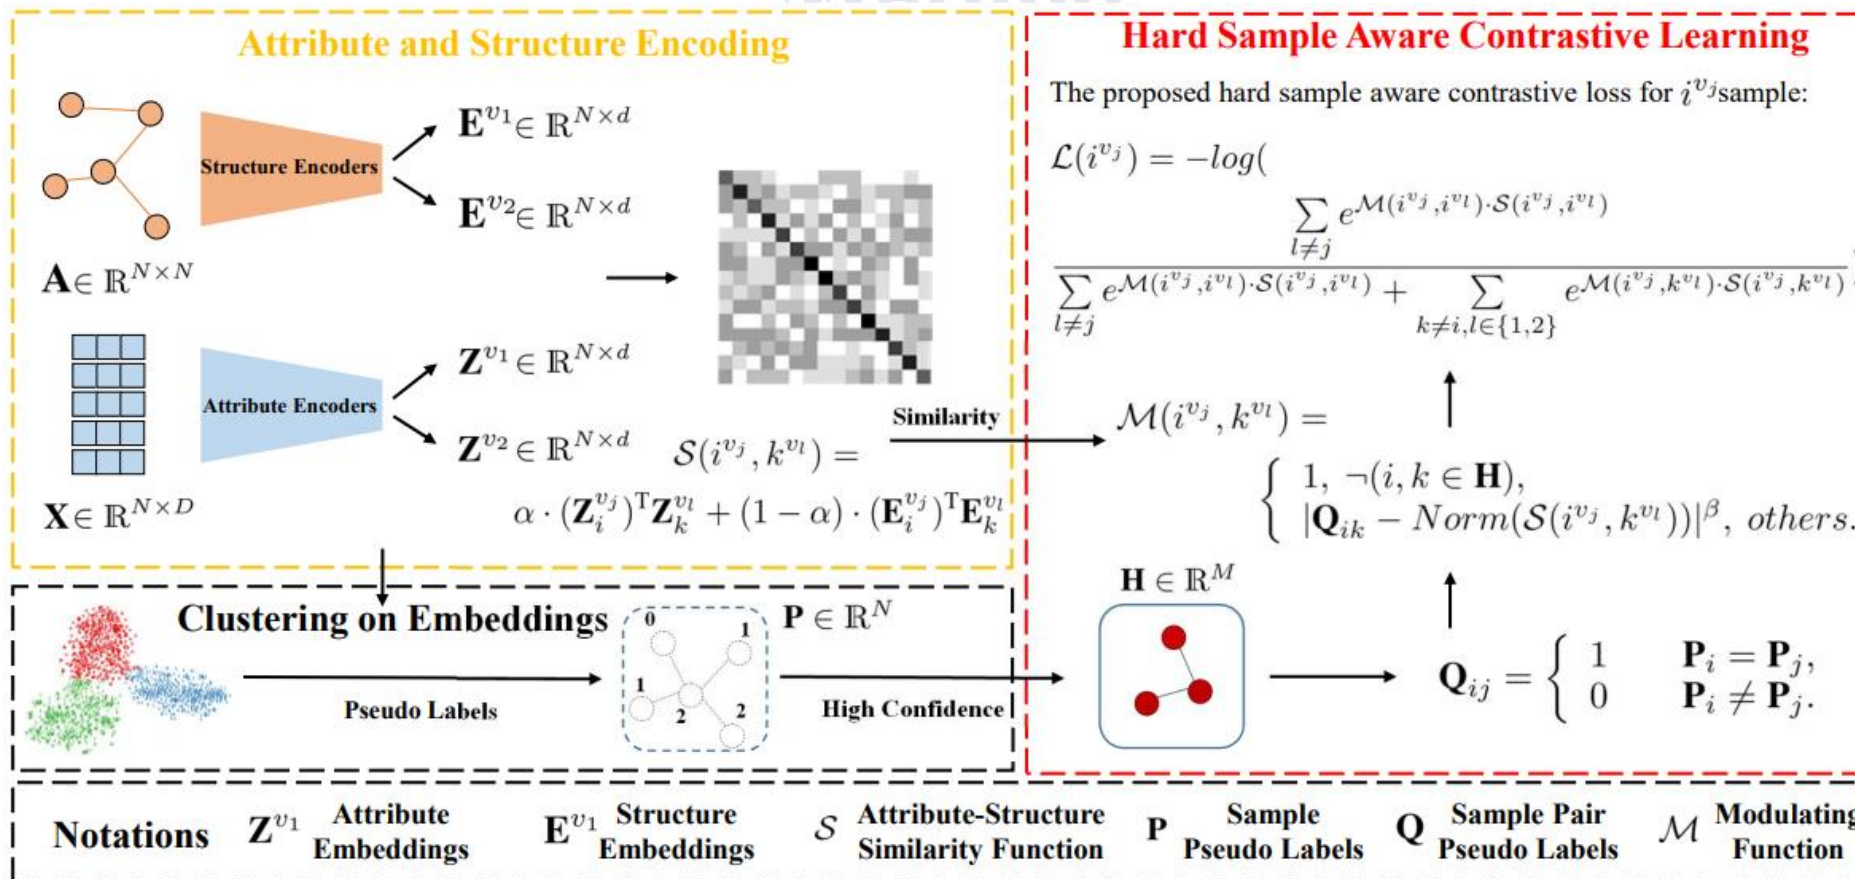 Attribute and Structure Encoding
Structure Encoders
E^{v_1} ∈ ℝ^{N×d}
E^{v_2} ∈ ℝ^{N×d}
A ∈ ℝ^{N×N}
Attribute Encoders
Z^{v_1} ∈ ℝ^{N×d}
Z^{v_2} ∈ ℝ^{N×d}
X ∈ ℝ^{N×D}
S(i^{v_j}, k^{v_l}) =
α · (Z_i^{v_j})^T Z_k^{v_l} + (1 − α) · (E_i^{v_j})^T E_k^{v_l}
Similarity
Clustering on Embeddings
Pseudo Labels
0
1
1
2
2
P ∈ ℝ^N
High Confidence
Hard Sample Aware Contrastive Learning
The proposed hard sample aware contrastive loss for i^{v_j} sample:
ℒ(i^{v_j}) = −log(
∑_{l≠j} e^{ℳ(i^{v_j},i^{v_l})·S(i^{v_j},i^{v_l})}
∑_{l≠j} e^{ℳ(i^{v_j},i^{v_l})·S(i^{v_j},i^{v_l})} + ∑_{k≠i,l∈{1,2}} e^{ℳ(i^{v_j},k^{v_l})·S(i^{v_j},k^{v_l})}
ℳ(i^{v_j}, k^{v_l}) =
1, ¬(i, k ∈ H),
|Q_{ik} − Norm(S(i^{v_j}, k^{v_l}))|^β, others.
H ∈ ℝ^M
Q_{ij} = { 1 P_i = P_j,
0 P_i ≠ P_j.
Notations
Z^{v_1} Attribute
Embeddings
E^{v_1} Structure
Embeddings
S Attribute-Structure
Similarity Function
P Sample
Pseudo Labels
Q Sample Pair
Pseudo Labels
ℳ Modulating
Function